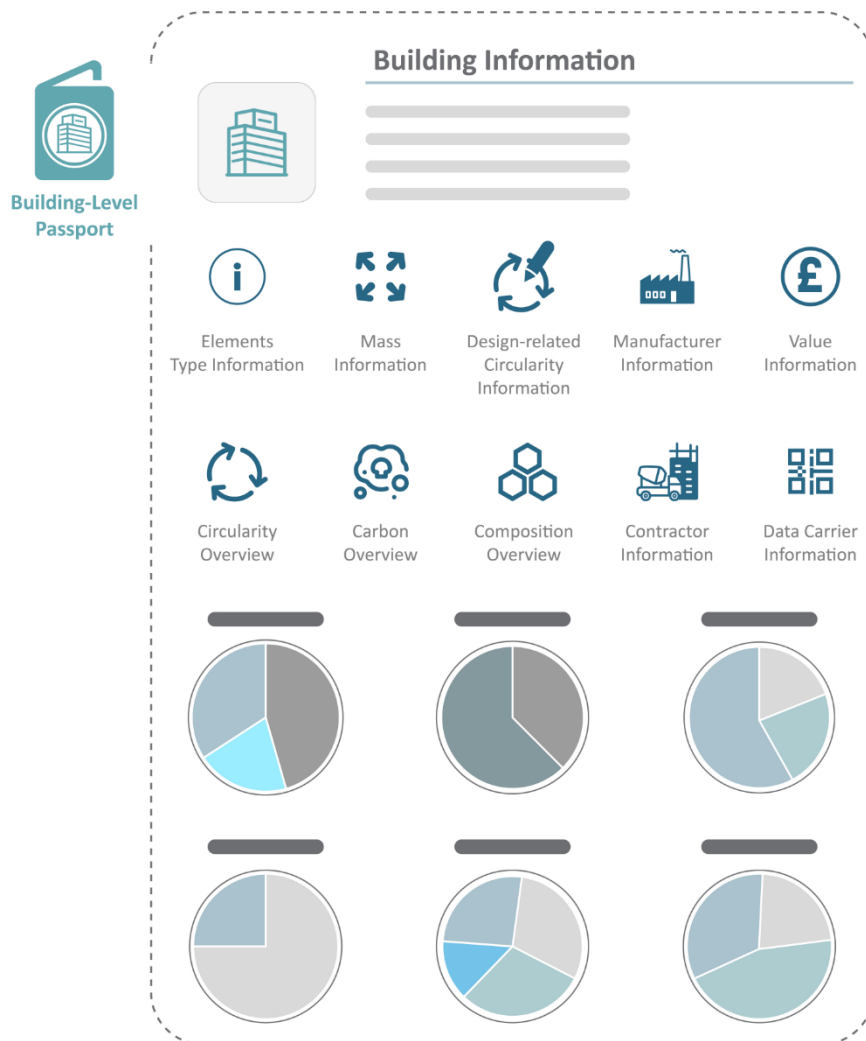 Building Information
Building-Level
Passport
i
£
Elements
Type Information
Mass
Information
Design-related
Circularity
Information
Manufacturer
Information
Value
Information
Circularity
Overview
Carbon
Overview
Composition
Overview
Contractor
Information
Data Carrier
Information